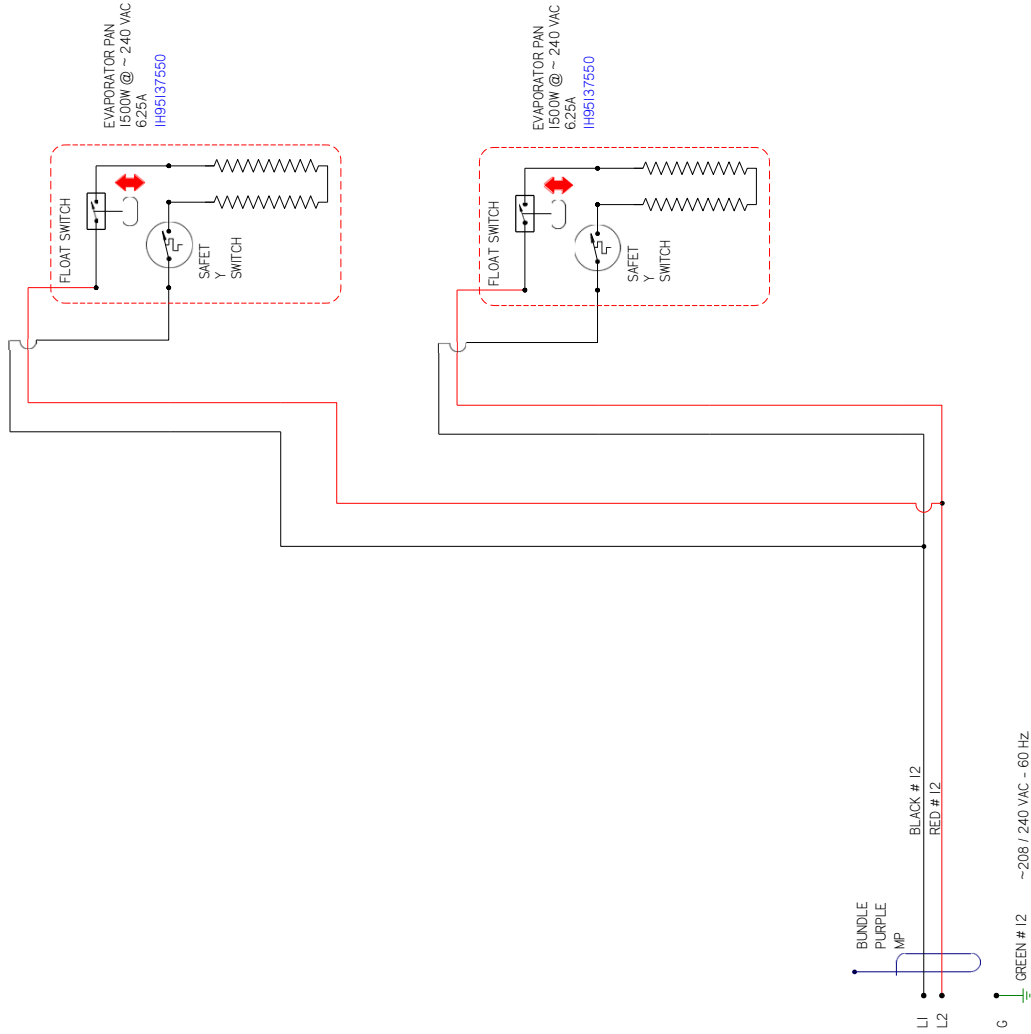 EVAPORATOR PAN
1500W @ ~ 240 VAC
6.25A
IH95137550
FLOAT SWITCH
SAFET
Y
SWITCH
EVAPORATOR PAN
1500W @ ~ 240 VAC
6.25A
IH95137550
FLOAT SWITCH
SAFET
Y
SWITCH
BLACK # 12
RED # 12
BUNDLE
PURPLE
MP
L1
L2
G
GREEN # 12
~208 / 240 VAC - 60 HZ.